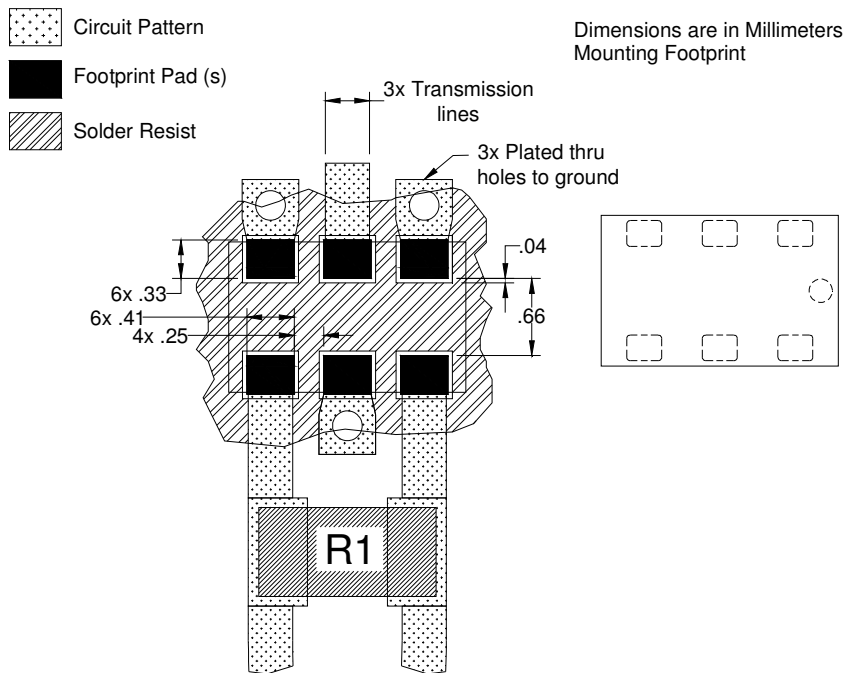 Circuit Pattern
Footprint Pad (s)
Solder Resist
Dimensions are in Millimeters
Mounting Footprint
3x Transmission
lines
3x Plated thru
holes to ground
.04
6x .33
6x .41
.66
4x .25
R1